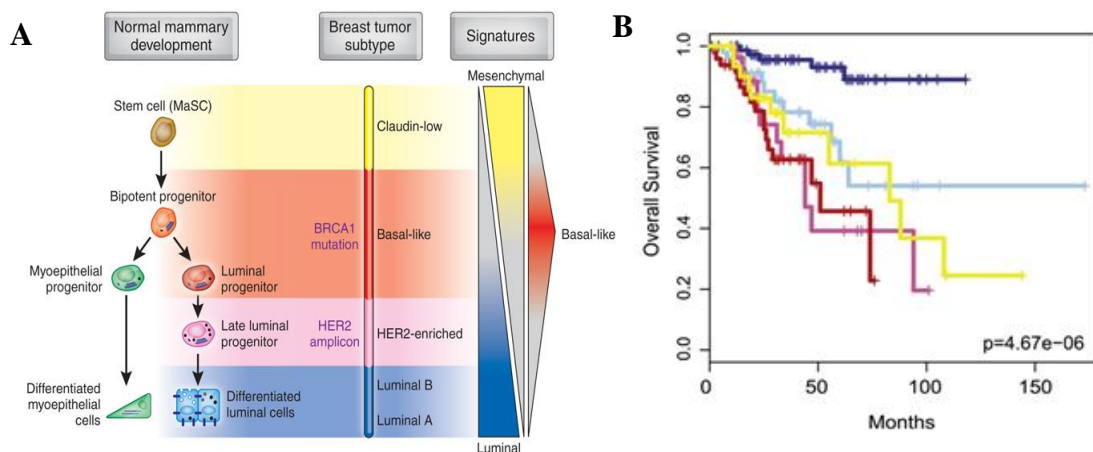 A
Normal mammary
development
Breast tumor
subtype
Signatures
Mesenchymal
Stem cell (MaSC)
Claudin-low
Bipotent progenitor
BRCA1
mutation
Basal-like
Basal-like
Myoepithelial
progenitor
Luminal
progenitor
Late luminal
progenitor
HER2
amplicon
HER2-enriched
Luminal B
Differentiated
myoepithelial
cells
Differentiated
luminal cells
Luminal A
Luminal
B
Overall Survival
1.0
0.8
0.6
0.4
0.2
0.0
p=4.67e-06
0
50
100
150
Months